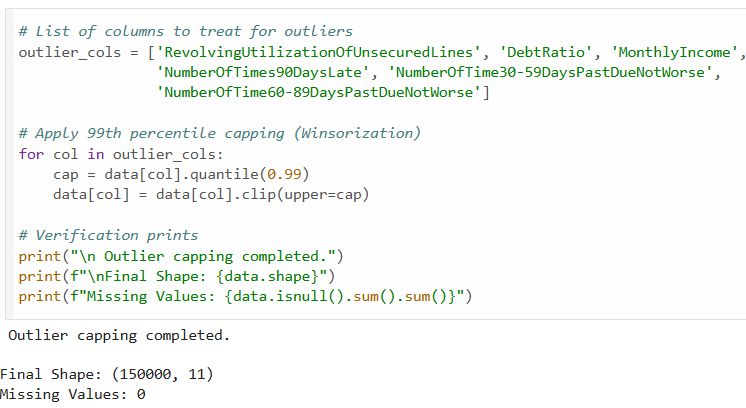 # List of columns to treat for outliers
outlier_cols = ['RevolvingUtilizationOfUnsecuredLines', 'DebtRatio', 'MonthlyIncome',
                'NumberOfTimes90DaysLate', 'NumberOfTime30-59DaysPastDueNotWorse',
                'NumberOfTime60-89DaysPastDueNotWorse']
# Apply 99th percentile capping (Winsorization)
for col in outlier_cols:
    cap = data[col].quantile(0.99)
    data[col] = data[col].clip(upper=cap)
# Verification prints
print("\n Outlier capping completed.")
print(f"\nFinal Shape: {data.shape}")
print(f"Missing Values: {data.isnull().sum().sum()}")
Outlier capping completed.
Final Shape: (150000, 11)
Missing Values: 0